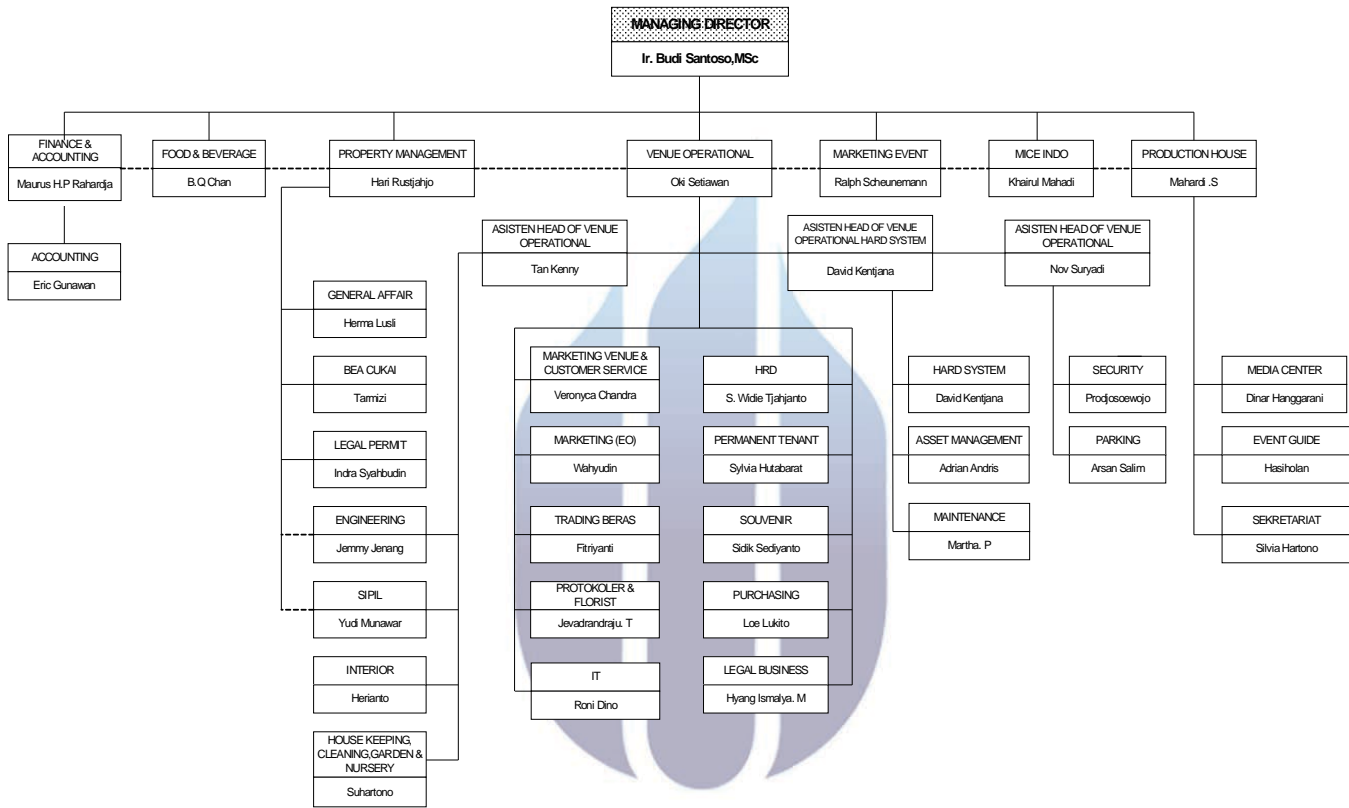 MANAGING DIRECTOR
Ir. Budi Santoso,MSc
FINANCE &
ACCOUNTING
Maurus H.P Rahardja
FOOD & BEVERAGE
B.Q Chan
PROPERTY MANAGEMENT
Hari Rustjahjo
VENUE OPERATIONAL
Oki Setiawan
MARKETING EVENT
Ralph Scheunemann
MICE INDO
Khairul Mahadi
PRODUCTION HOUSE
Mahardi .S
ACCOUNTING
Eric Gunawan
ASISTEN HEAD OF VENUE
OPERATIONAL
Tan Kenny
ASISTEN HEAD OF VENUE
OPERATIONAL HARD SYSTEM
David Kentjana
ASISTEN HEAD OF VENUE
OPERATIONAL
Nov Suryadi
GENERAL AFFAIR
Herma Lusli
BEA CUKAI
Tarmizi
LEGAL PERMIT
Indra Syahbudin
ENGINEERING
Jemmy Jenang
SIPIL
Yudi Munawar
INTERIOR
Herianto
HOUSE KEEPING,
CLEANING,GARDEN &
NURSERY
Suhartono
MARKETING VENUE &
CUSTOMER SERVICE
Veronyca Chandra
MARKETING (EO)
Wahyudin
TRADING BERAS
Fitriyanti
PROTOKOLER &
FLORIST
Jevadrandraju. T
IT
Roni Dino
HRD
S. Widie Tjahjanto
PERMANENT TENANT
Sylvia Hutabarat
SOUVENIR
Sidik Sediyanto
PURCHASING
Loe Lukito
LEGAL BUSINESS
Hyang Ismalya. M
HARD SYSTEM
David Kentjana
ASSET MANAGEMENT
Adrian Andris
MAINTENANCE
Martha. P
SECURITY
Prodjosoewojo
PARKING
Arsan Salim
MEDIA CENTER
Dinar Hanggarani
EVENT GUIDE
Hasiholan
SEKRETARIAT
Silvia Hartono